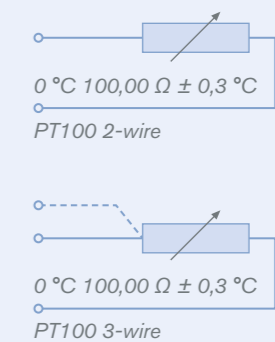 0 °C 100,00 Ω ± 0,3 °C
PT100 2-wire
0 °C 100,00 Ω ± 0,3 °C
PT100 3-wire